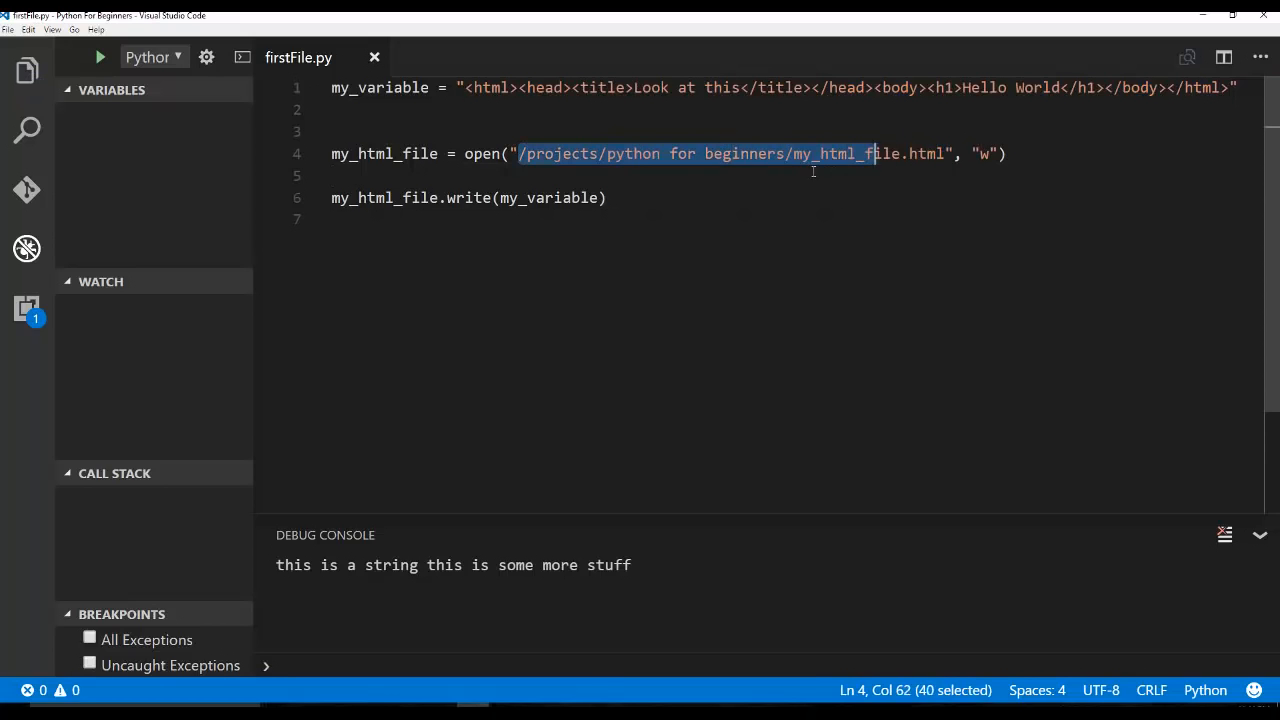 firstFile.py - Python For Beginners - Visual Studio Code
File Edit View Go Help
Python
firstFile.py
VARIABLES
1 my_variable = "<html><head><title>Look at this</title></head><body><h1>Hello World</h1></body></html>"
2
3
4 my_html_file = open("/projects/python for beginners/my_html_file.html", "w")
5
6 my_html_file.write(my_variable)
7
WATCH
CALL STACK
DEBUG CONSOLE
this is a string this is some more stuff
BREAKPOINTS
All Exceptions
Uncaught Exceptions
1
0 0
Ln 4, Col 62 (40 selected) Spaces: 4 UTF-8 CRLF Python